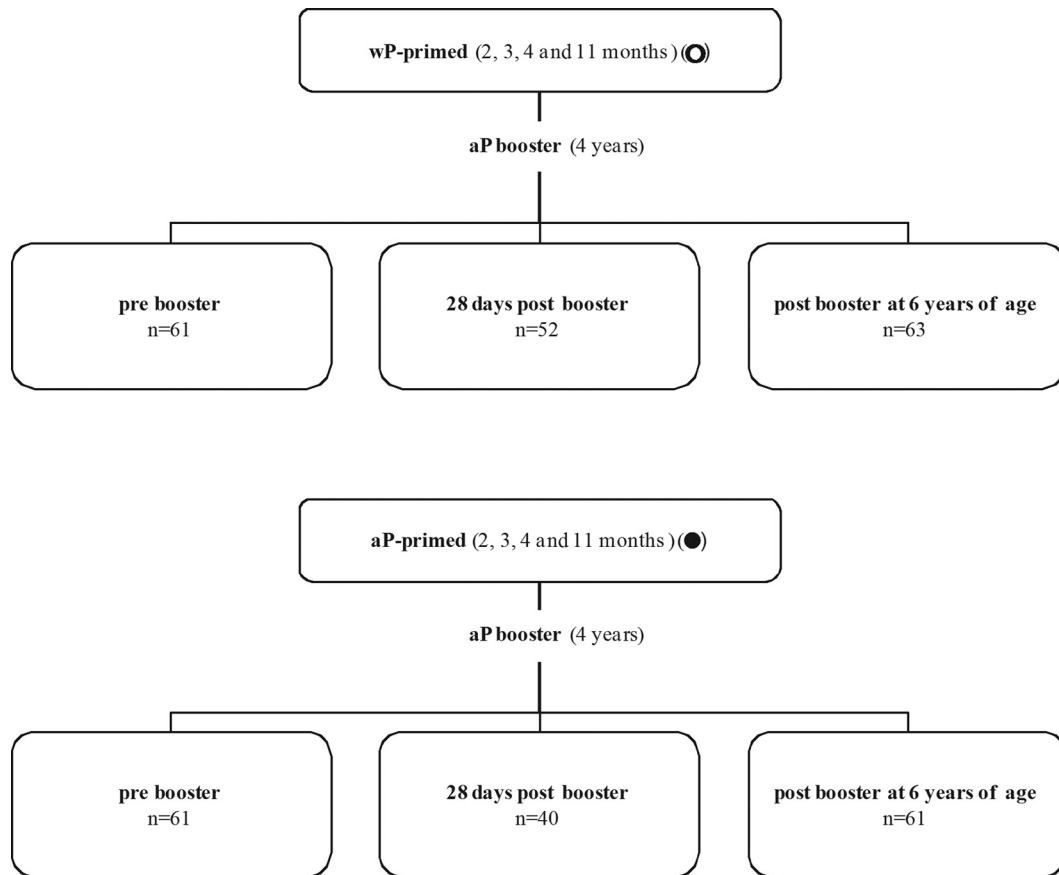 wP-primed (2, 3, 4 and 11 months) (○)
aP booster (4 years)
pre booster
n=61
28 days post booster
n=52
post booster at 6 years of age
n=63
aP-primed (2, 3, 4 and 11 months) (●)
aP booster (4 years)
pre booster
n=61
28 days post booster
n=40
post booster at 6 years of age
n=61